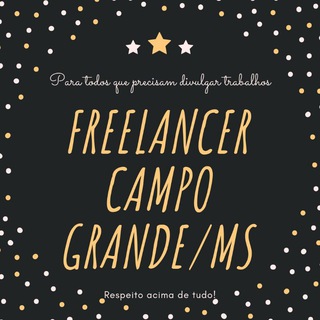 Para todos que precisam divulgar trabalhos
FREELANCER
CAMPO
GRANDE/MS
Respeito acima de tudo!